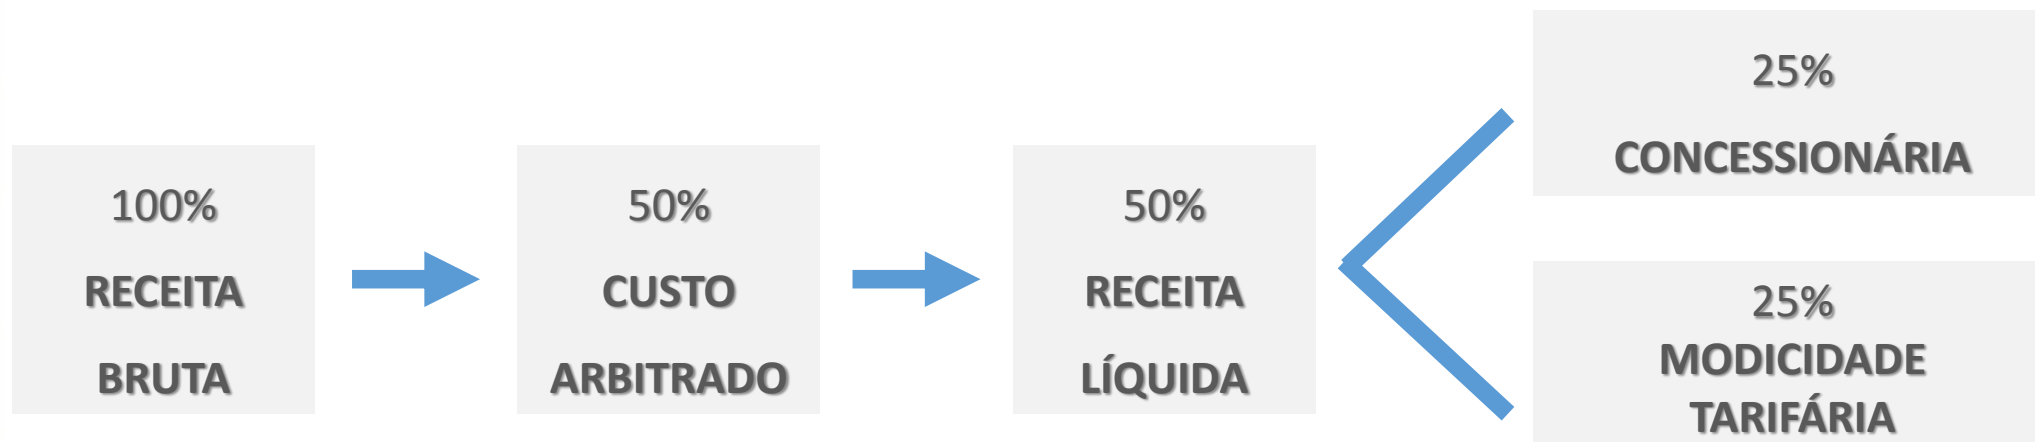 100%
RECEITA
BRUTA
50%
CUSTO
ARBITRADO
50%
RECEITA
LÍQUIDA
25%
CONCESSIONÁRIA
25%
MODICIDADE
TARIFÁRIA